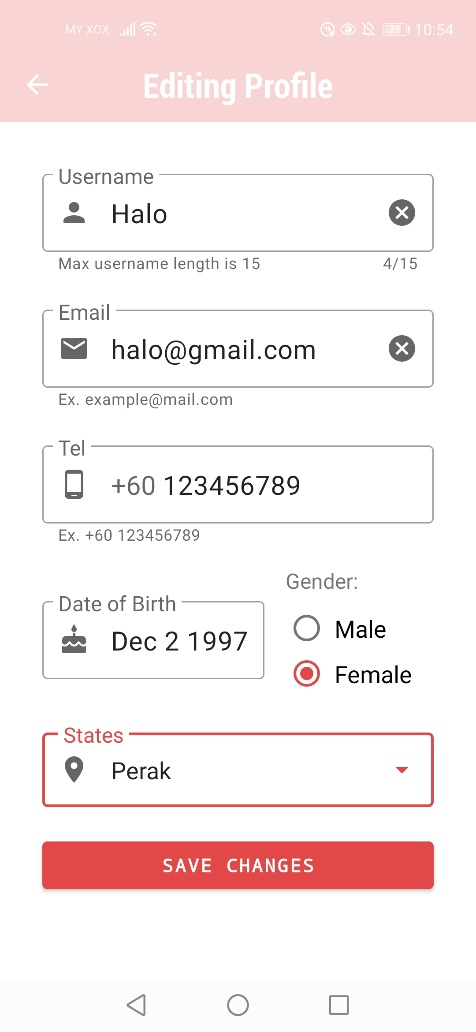 MY XOX 10:54
Editing Profile
Username
Halo
Max username length is 15 4/15
Email
halo@gmail.com
Ex. example@mail.com
Tel
+60 123456789
Ex. +60 123456789
Date of Birth
Dec 2 1997
Gender:
Male
Female
States
Perak
SAVE CHANGES